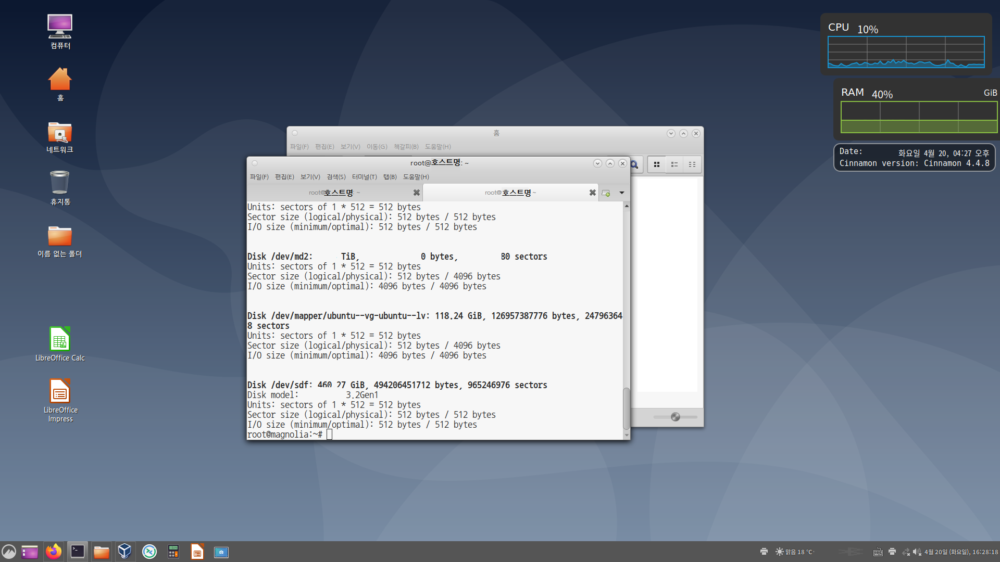 컴퓨터
홈
네트워크
휴지통
이름 없는 폴더
LibreOffice Calc
LibreOffice
Impress
CPU 10%
RAM 40% GiB
Date: 화요일 4월 20, 04:27 오후
Cinnamon version: Cinnamon 4.4.8
홈
파일(F) 편집(E) 보기(V) 이동(G) 책갈피(B) 도움말(H)
root@호스트명: ~
파일(F) 편집(E) 보기(V) 검색(S) 터미널(T) 탭(B) 도움말(H)
root@호스트명: ~ root@호스트명 ~
Units: sectors of 1 * 512 = 512 bytes
Sector size (logical/physical): 512 bytes / 512 bytes
I/O size (minimum/optimal): 512 bytes / 512 bytes
Disk /dev/md2: TiB, 0 bytes, 80 sectors
Units: sectors of 1 * 512 = 512 bytes
Sector size (logical/physical): 512 bytes / 4096 bytes
I/O size (minimum/optimal): 4096 bytes / 4096 bytes
Disk /dev/mapper/ubuntu--vg-ubuntu--lv: 118.24 GiB, 126957387776 bytes, 24796364
8 sectors
Units: sectors of 1 * 512 = 512 bytes
Sector size (logical/physical): 512 bytes / 4096 bytes
I/O size (minimum/optimal): 4096 bytes / 4096 bytes
Disk /dev/sdf: 460.27 GiB, 494206451712 bytes, 965246976 sectors
Disk model: 3.2Gen1
Units: sectors of 1 * 512 = 512 bytes
Sector size (logical/physical): 512 bytes / 512 bytes
I/O size (minimum/optimal): 512 bytes / 512 bytes
root@magnolia:~#
맑음 18 ℃ 4월 20일 (화요일), 16:28:18